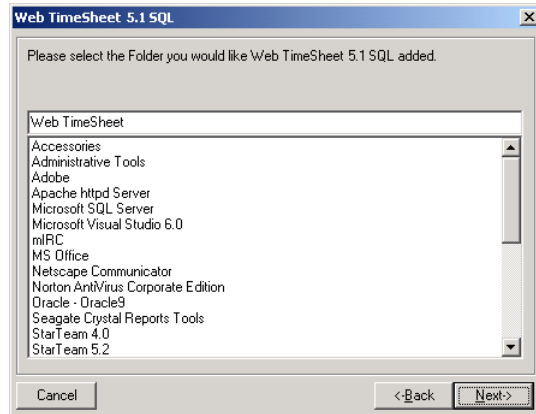 Web TimeSheet 5.1 SQL
Please select the Folder you would like Web TimeSheet 5.1 SQL added.
Web TimeSheet
Accessories
Administrative Tools
Adobe
Apache httpd Server
Microsoft SQL Server
Microsoft Visual Studio 6.0
mIRC
MS Office
Netscape Communicator
Norton AntiVirus Corporate Edition
Oracle - Oracle9
Seagate Crystal Reports Tools
StarTeam 4.0
StarTeam 5.2
Cancel <-Back Next->